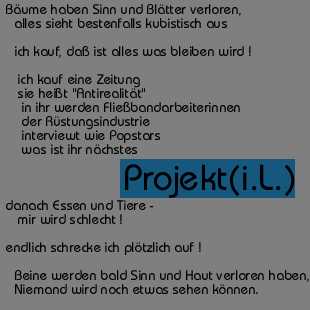 Bäume haben Sinn und Blätter verloren,
alles sieht bestenfalls kubistisch aus
ich kauf, daß ist alles was bleiben wird !
ich kauf eine Zeitung
sie heißt "Antirealität"
in ihr werden Fließbandarbeiterinnen
der Rüstungsindustrie
interviewt wie Popstars
was ist ihr nächstes
Projekt(i.L.)
danach Essen und Tiere -
mir wird schlecht !
endlich schrecke ich plötzlich auf !
Beine werden bald Sinn und Haut verloren haben,
Niemand wird noch etwas sehen können.